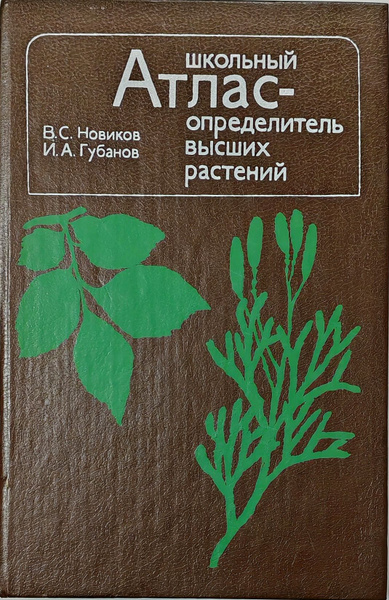 школьный
Атлас-
определитель
высших
растений
В.С. Новиков
И.А. Губанов